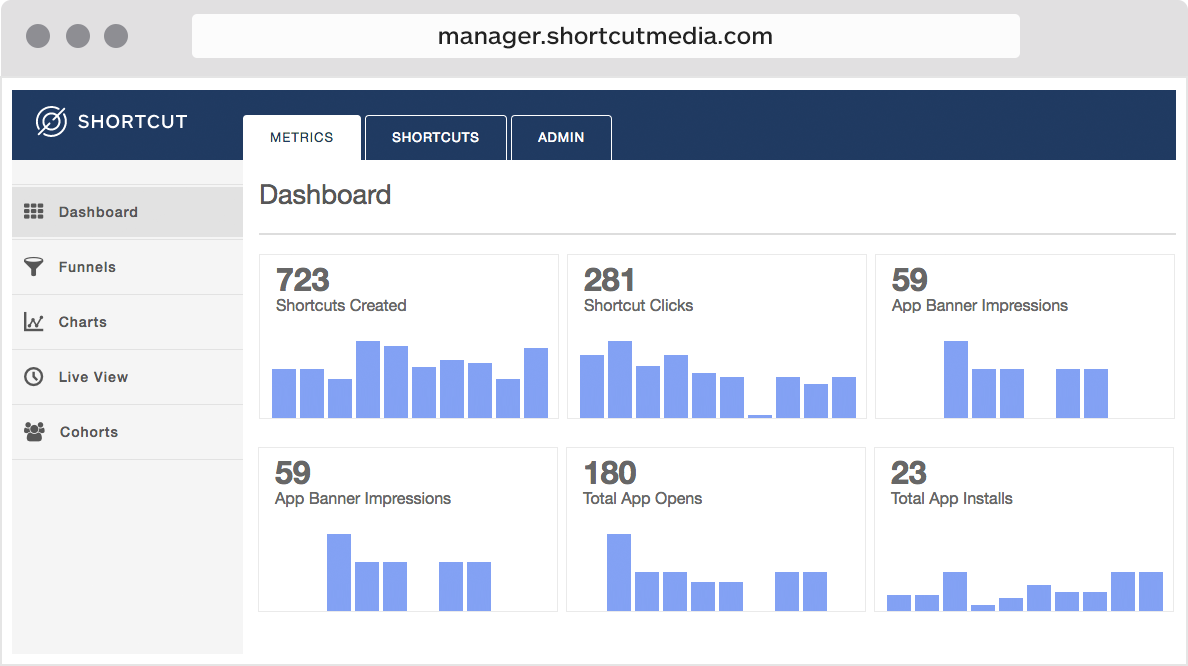 manager.shortcutmedia.com
SHORTCUT
METRICS
SHORTCUTS
ADMIN
Dashboard
Funnels
Charts
Live View
Cohorts
Dashboard
723
Shortcuts Created
281
Shortcut Clicks
59
App Banner Impressions
59
App Banner Impressions
180
Total App Opens
23
Total App Installs